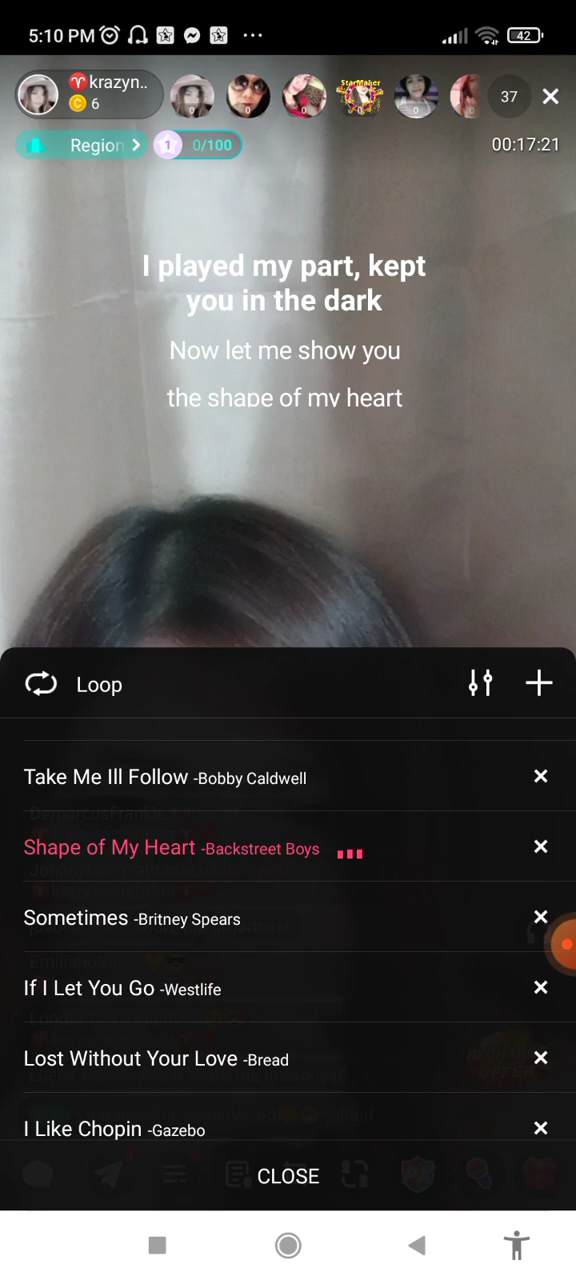 5:10 PM
42
krazyn..
6
StarMaker
37
Region
1
0/100
00:17:21
I played my part, kept
you in the dark
Now let me show you
the shape of my heart
Loop
Take Me Ill Follow -Bobby Caldwell
Shape of My Heart -Backstreet Boys
Sometimes -Britney Spears
If I Let You Go -Westlife
Lost Without Your Love -Bread
I Like Chopin -Gazebo
CLOSE